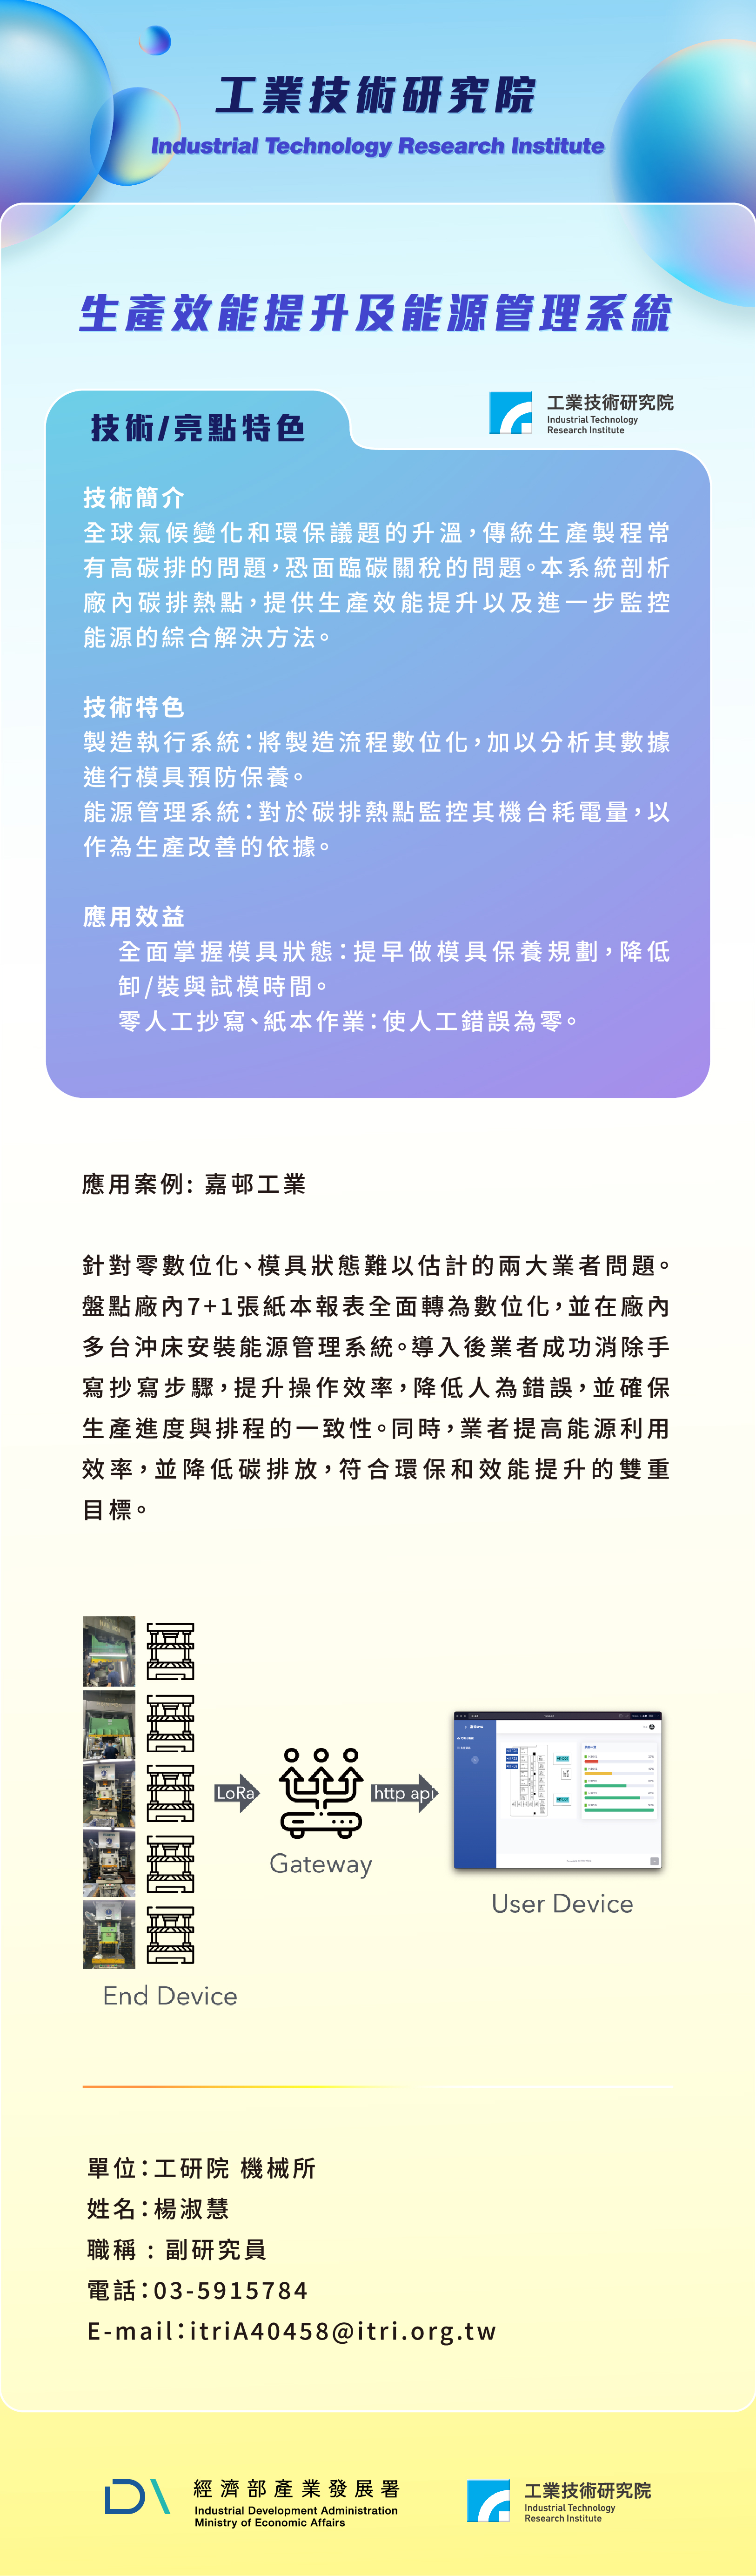 工業技術研究院
Industrial Technology Research Institute
生產效能提升及能源管理系統
工業技術研究院
Industrial Technology
Research Institute
技術/亮點特色
技術簡介
全球氣候變化和環保議題的升溫,傳統生產製程常
有高碳排的問題,恐面臨碳關稅的問題。本系統剖析
廠內碳排熱點,提供生產效能提升以及進一步監控
能源的綜合解決方法。
技術特色
製造執行系統:將製造流程數位化,加以分析其數據
進行模具預防保養。
能源管理系統:對於碳排熱點監控其機台耗電量,以
作為生產改善的依據。
應用效益
全面掌握模具狀態:提早做模具保養規劃,降低
卸/裝與試模時間。
零人工抄寫、紙本作業:使人工錯誤為零。
應用案例: 嘉邨工業
針對零數位化、模具狀態難以估計的兩大業者問題。
盤點廠內7+1張紙本報表全面轉為數位化,並在廠內
多台沖床安裝能源管理系統。導入後業者成功消除手
寫抄寫步驟,提升操作效率,降低人為錯誤,並確保
生產進度與排程的一致性。同時,業者提高能源利用
效率,並降低碳排放,符合環保和效能提升的雙重
目標。
LoRa
http api
Gateway
User Device
End Device
單位:工研院 機械所
姓名:楊淑慧
職稱 : 副研究員
電話:03-5915784
E-mail:itriA40458@itri.org.tw
經濟部產業發展署
Industrial Development Administration
Ministry of Economic Affairs
工業技術研究院
Industrial Technology
Research Institute